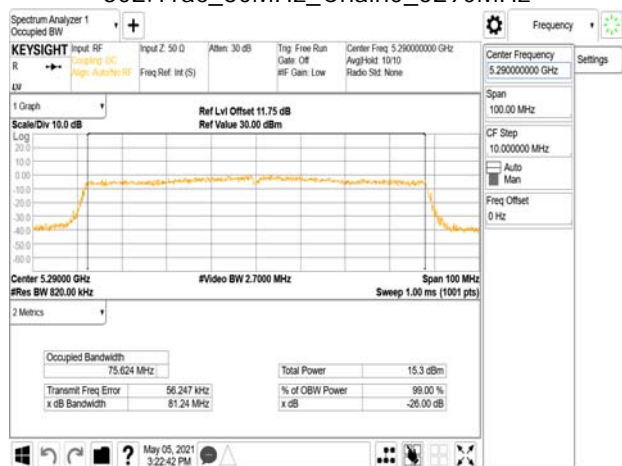 Spectrum Analyzer 1
Occupied BW
Frequency
KEYSIGHT
Input: RF
Coupling: DC
Align: Auto/No RF
Input Z: 50 Ω
Freq Ref: Int (S)
Atten: 30 dB
Trig: Free Run
Gate: Off
#IF Gain: Low
Center Freq: 5.290000000 GHz
Avg|Hold: 10/10
Radio Std: None
R
1 Graph
Scale/Div 10.0 dB
Ref Lvl Offset 11.75 dB
Ref Value 30.00 dBm
Log
20.0
10.0
0.00
-10.0
-20.0
-30.0
-40.0
-50.0
-60.0
Center 5.29000 GHz
#Video BW 2.7000 MHz
Span 100 MHz
#Res BW 820.00 kHz
Sweep 1.00 ms (1001 pts)
2 Metrics
Occupied Bandwidth
75.624 MHz
Total Power 15.3 dBm
Transmit Freq Error 56.247 kHz
% of OBW Power 99.00 %
x dB Bandwidth 81.24 MHz
x dB -26.00 dB
Center Frequency
5.290000000 GHz
Settings
Span
100.00 MHz
CF Step
10.000000 MHz
Auto
Man
Freq Offset
0 Hz
May 05, 2021
3:22:42 PM